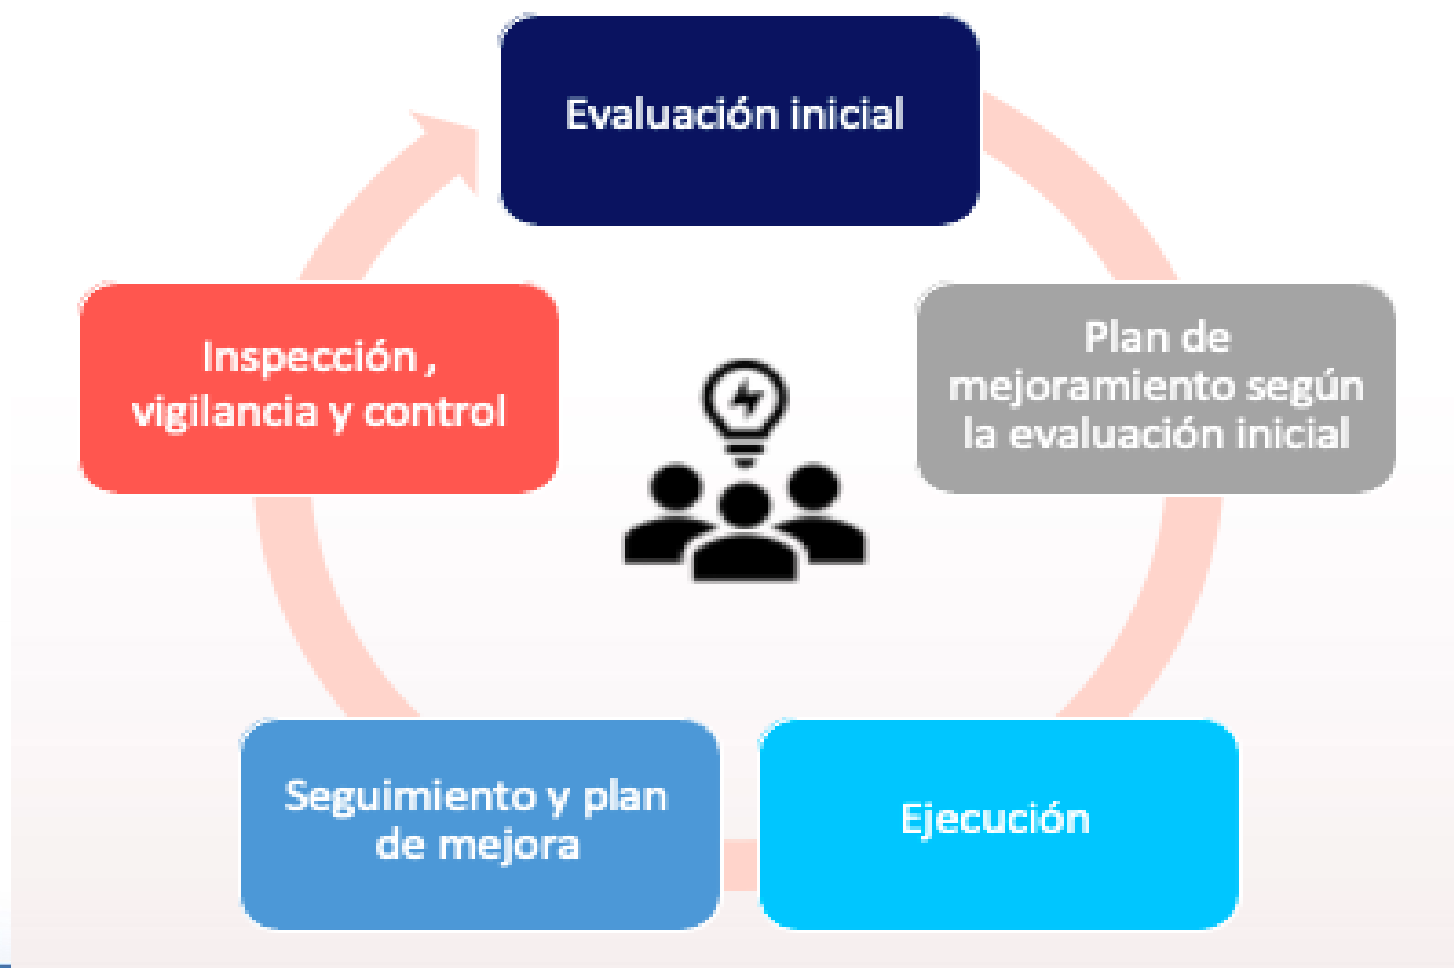 Evaluación inicial
Plan de
mejoramiento según
la evaluación inicial
Ejecución
Seguimiento y plan
de mejora
Inspección ,
vigilancia y control